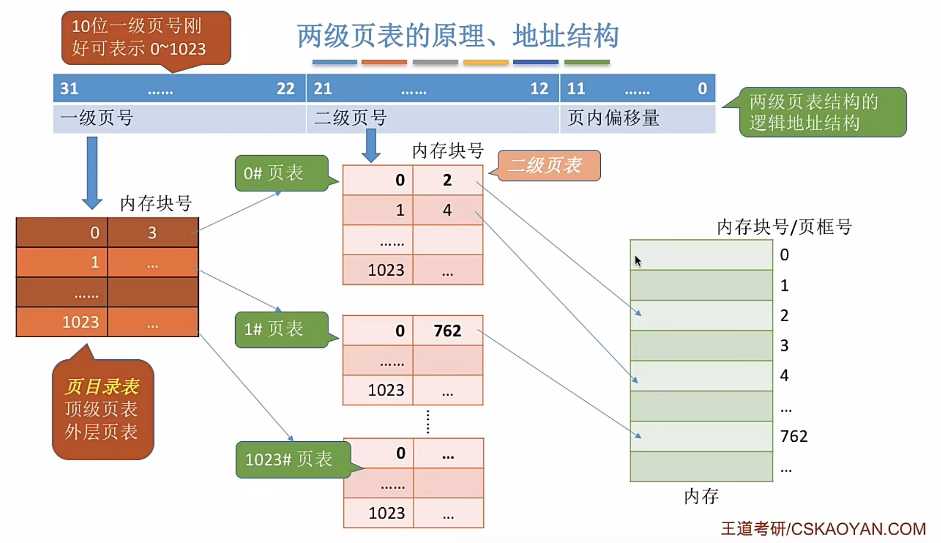 10位一级页号刚
好可表示 0~1023
两级页表的原理、地址结构
31 …… 22 21 …… 12 11 …… 0
一级页号 二级页号 页内偏移量
两级页表结构的
逻辑地址结构
内存块号
二级页表
0# 页表
0 2
1 4
……
1023 …
内存块号
0 3
1 …
……
1023 …
页目录表
顶级页表
外层页表
1# 页表
0 762
……
1023 …
……
1023# 页表
0 …
……
1023 …
内存块号/页框号
0
1
2
3
4
…
762
…
内存
王道考研/CSKAOYAN.COM